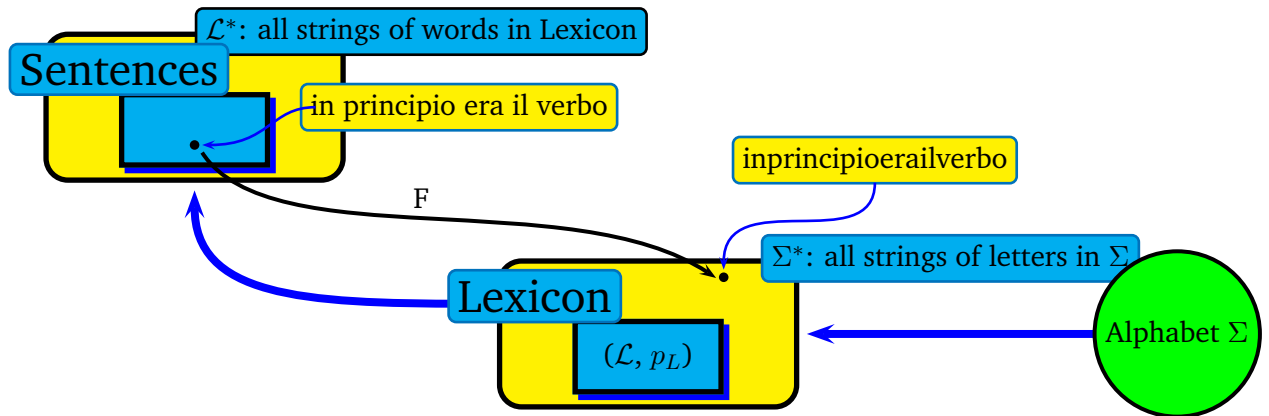 ℒ*: all strings of words in Lexicon
Sentences
in principio era il verbo
inprincipioerailverbo
F
Σ*: all strings of letters in Σ
Lexicon
Alphabet Σ
(ℒ, p_L)